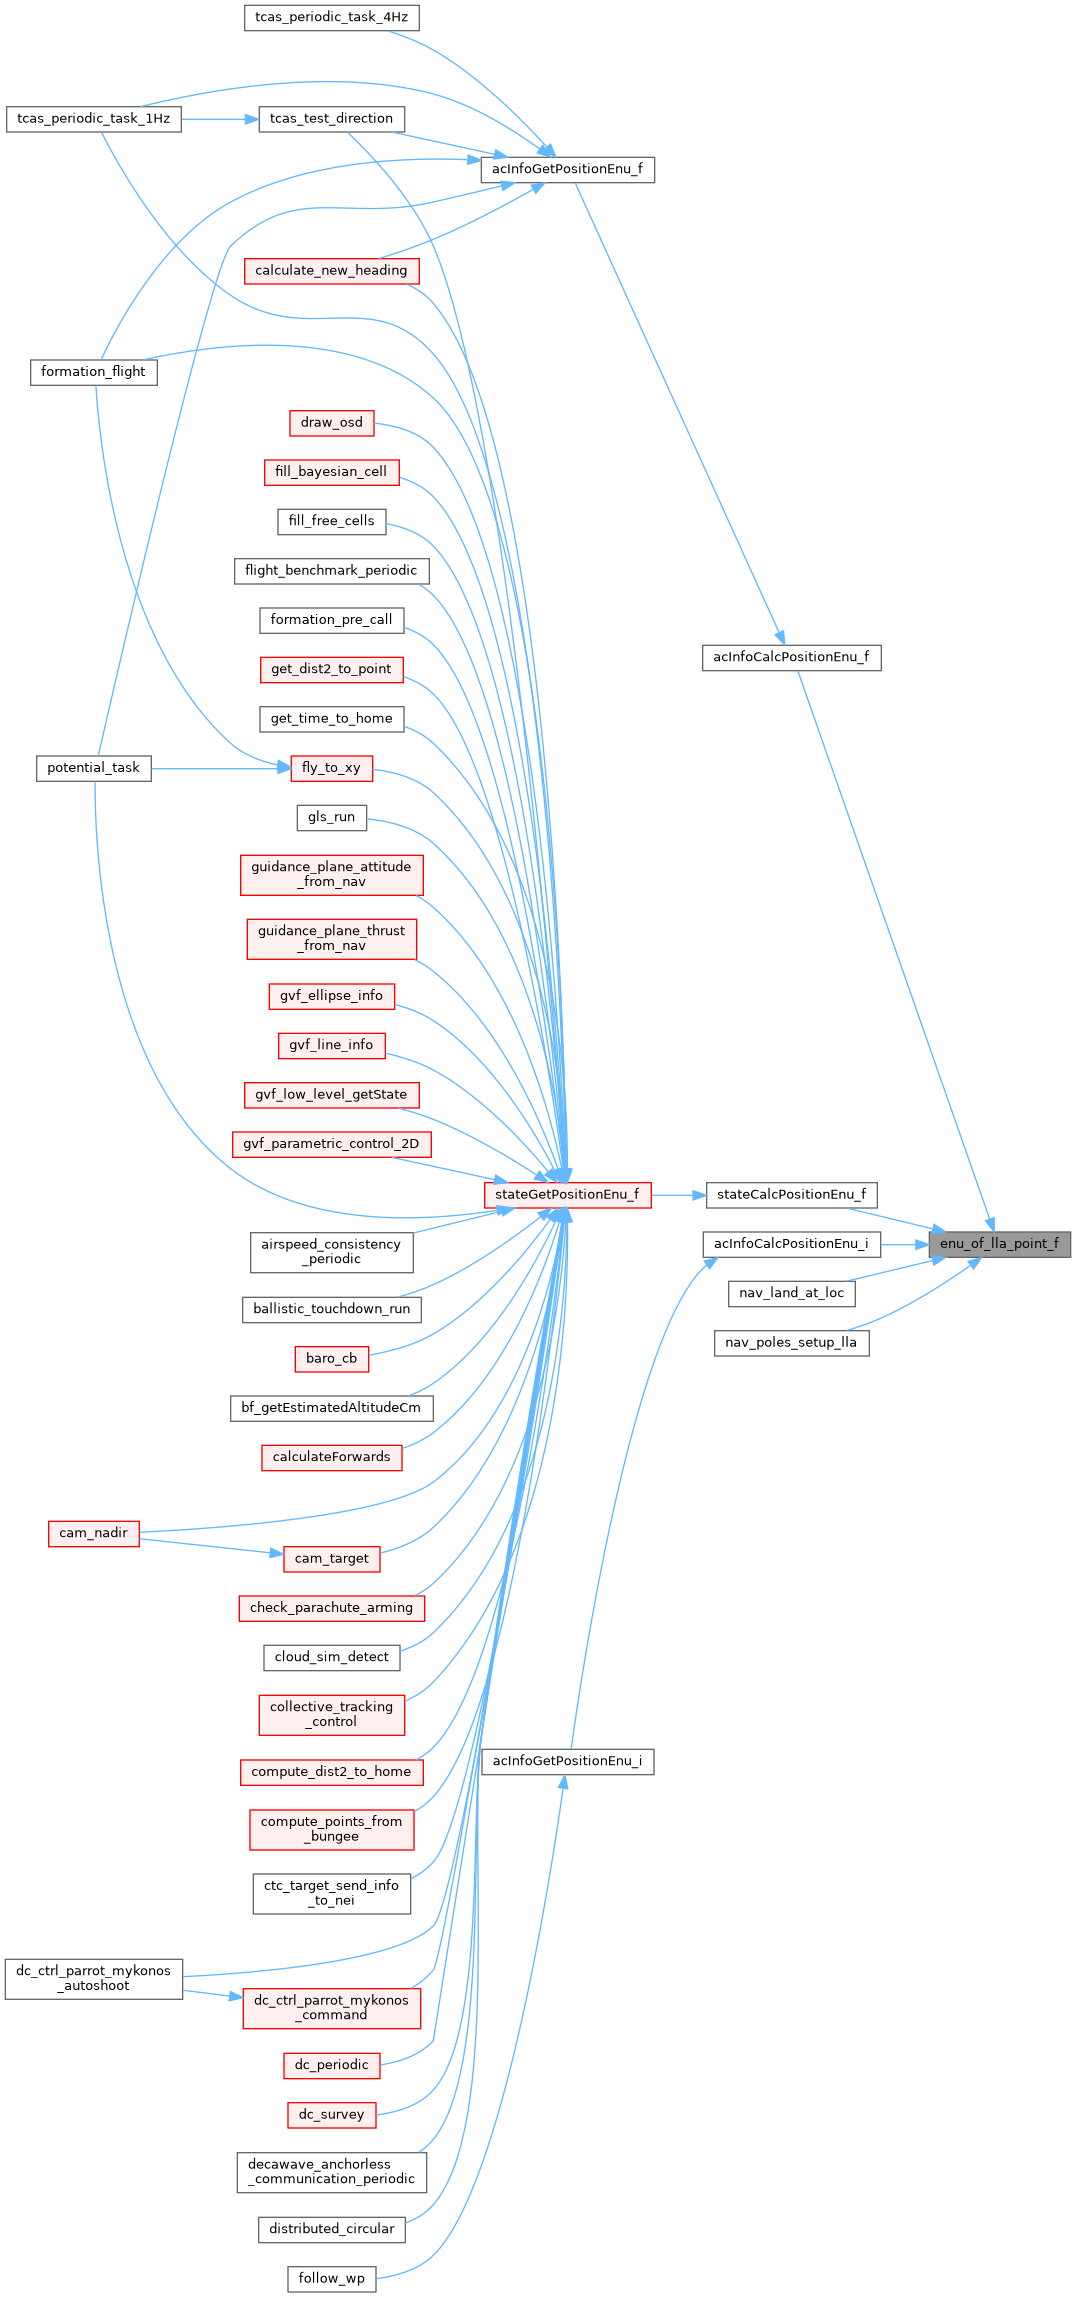 tcas_periodic_task_4Hz
tcas_periodic_task_1Hz
tcas_test_direction
acInfoGetPositionEnu_f
calculate_new_heading
formation_flight
draw_osd
fill_bayesian_cell
fill_free_cells
flight_benchmark_periodic
formation_pre_call
acInfoCalcPositionEnu_f
get_dist2_to_point
get_time_to_home
potential_task
fly_to_xy
gls_run
guidance_plane_attitude
_from_nav
guidance_plane_thrust
_from_nav
gvf_ellipse_info
gvf_line_info
gvf_low_level_getState
gvf_parametric_control_2D
stateGetPositionEnu_f
stateCalcPositionEnu_f
airspeed_consistency
_periodic
acInfoCalcPositionEnu_i
enu_of_lla_point_f
nav_land_at_loc
ballistic_touchdown_run
nav_poles_setup_lla
baro_cb
bf_getEstimatedAltitudeCm
calculateForwards
cam_nadir
cam_target
check_parachute_arming
cloud_sim_detect
collective_tracking
_control
acInfoGetPositionEnu_i
compute_dist2_to_home
compute_points_from
_bungee
ctc_target_send_info
_to_nei
dc_ctrl_parrot_mykonos
_autoshoot
dc_ctrl_parrot_mykonos
_command
dc_periodic
dc_survey
decawave_anchorless
_communication_periodic
distributed_circular
follow_wp